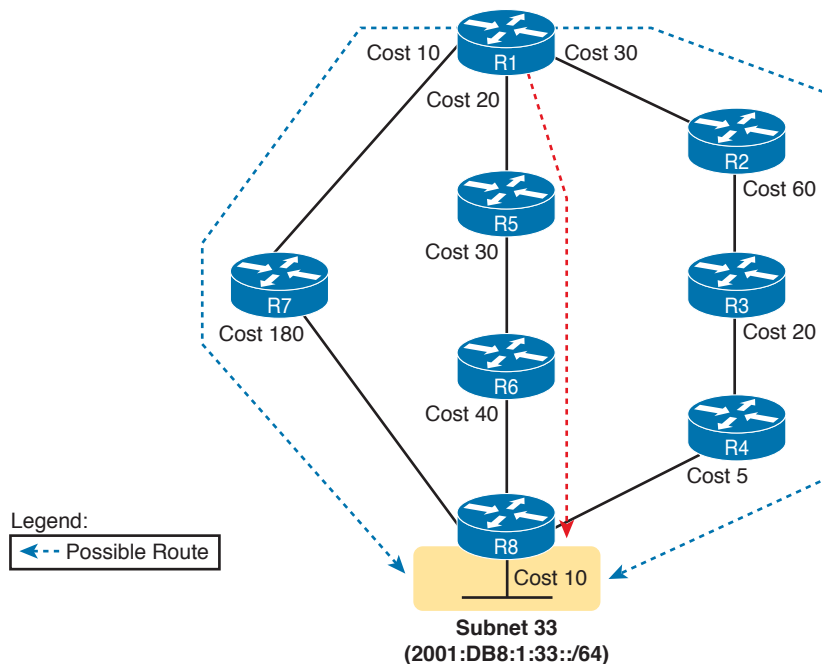 Cost 10
R1
Cost 30
Cost 20
R2
Cost 60
R5
Cost 30
R7
Cost 180
R3
Cost 20
R6
Cost 40
R4
Cost 5
R8
Cost 10
Legend:
Possible Route
Subnet 33
(2001:DB8:1:33::/64)